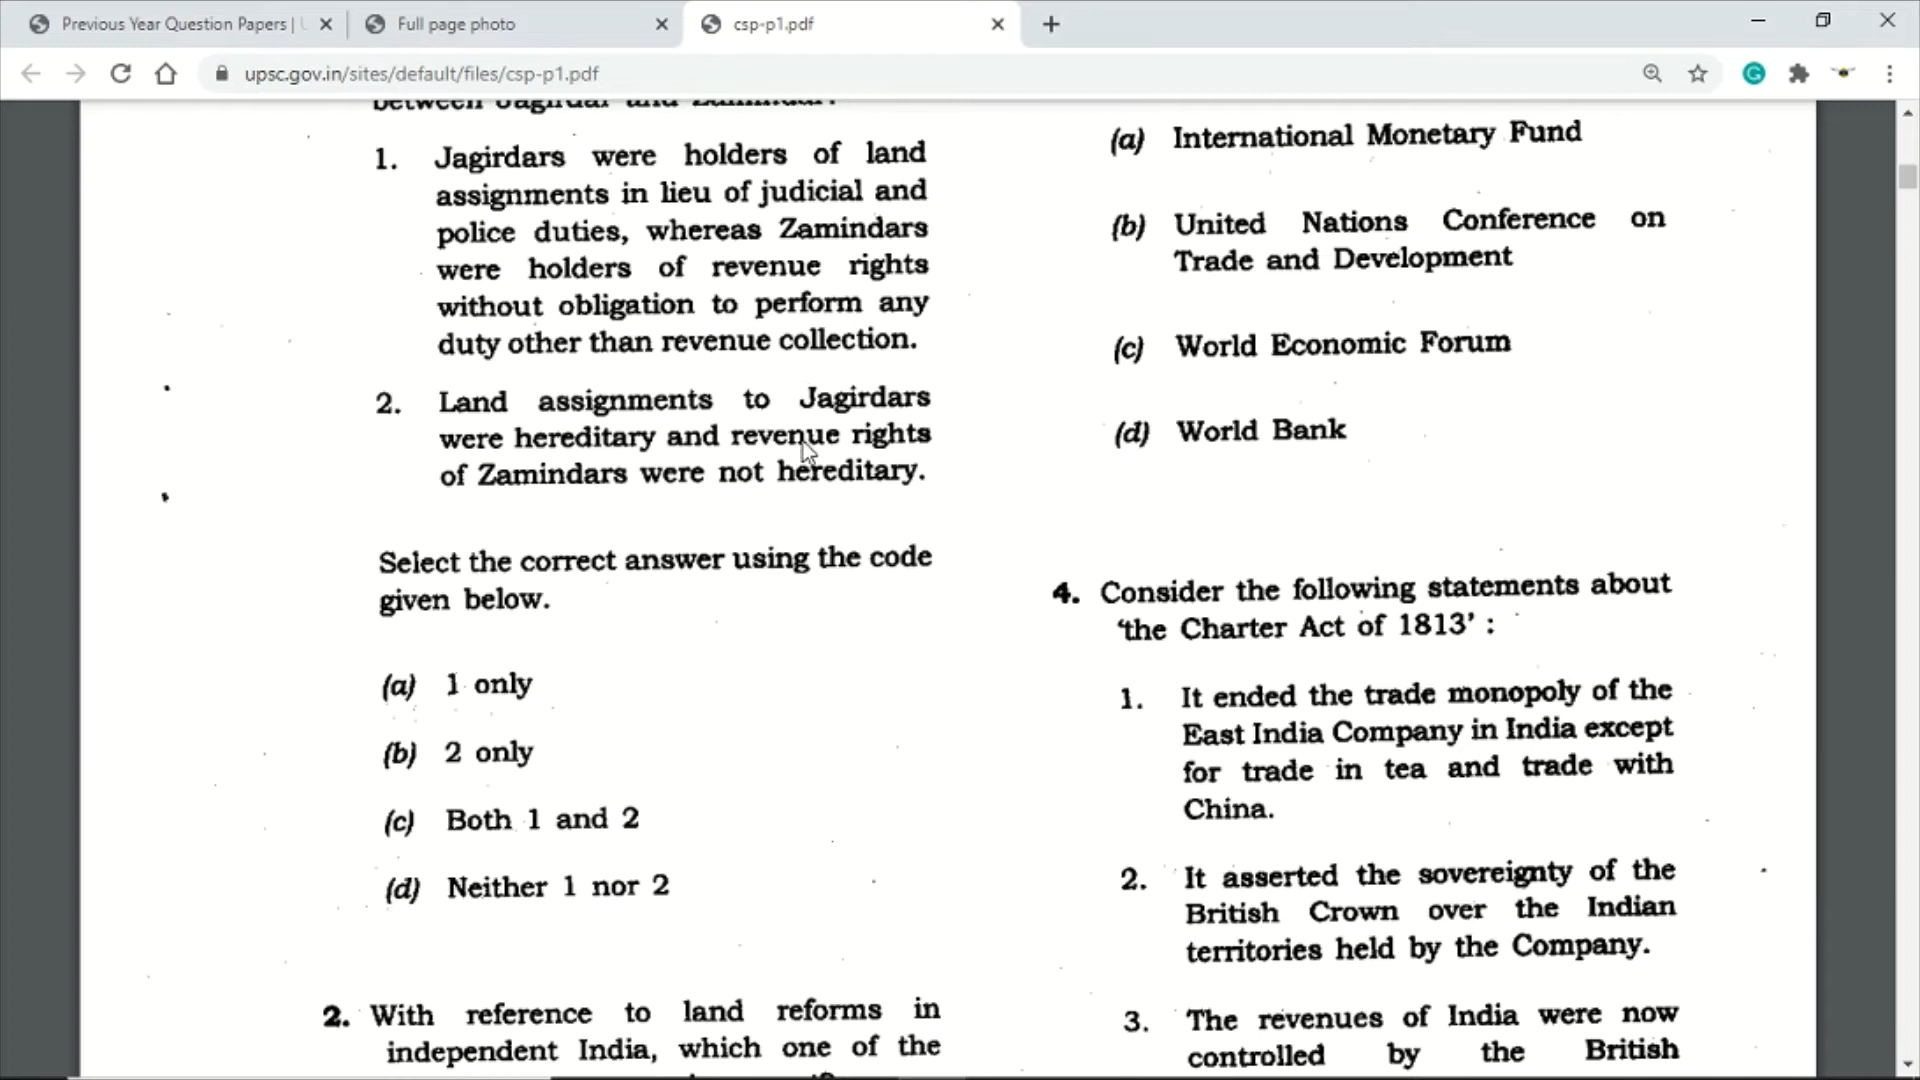 Previous Year Question Papers |
Full page photo
csp-p1.pdf
upsc.gov.in/sites/default/files/csp-p1.pdf
between Jagirdar and Zamindar:
1. Jagirdars were holders of land
assignments in lieu of judicial and
police duties, whereas Zamindars
were holders of revenue rights
without obligation to perform any
duty other than revenue collection.
2. Land assignments to Jagirdars
were hereditary and revenue rights
of Zamindars were not hereditary.
Select the correct answer using the code
given below.
(a) 1 only
(b) 2 only
(c) Both 1 and 2
(d) Neither 1 nor 2
2. With reference to land reforms in
independent India, which one of the
(a) International Monetary Fund
(b) United Nations Conference on
Trade and Development
(c) World Economic Forum
(d) World Bank
4. Consider the following statements about
‘the Charter Act of 1813’ :
1. It ended the trade monopoly of the
East India Company in India except
for trade in tea and trade with
China.
2. It asserted the sovereignty of the
British Crown over the Indian
territories held by the Company.
3. The revenues of India were now
controlled by the British